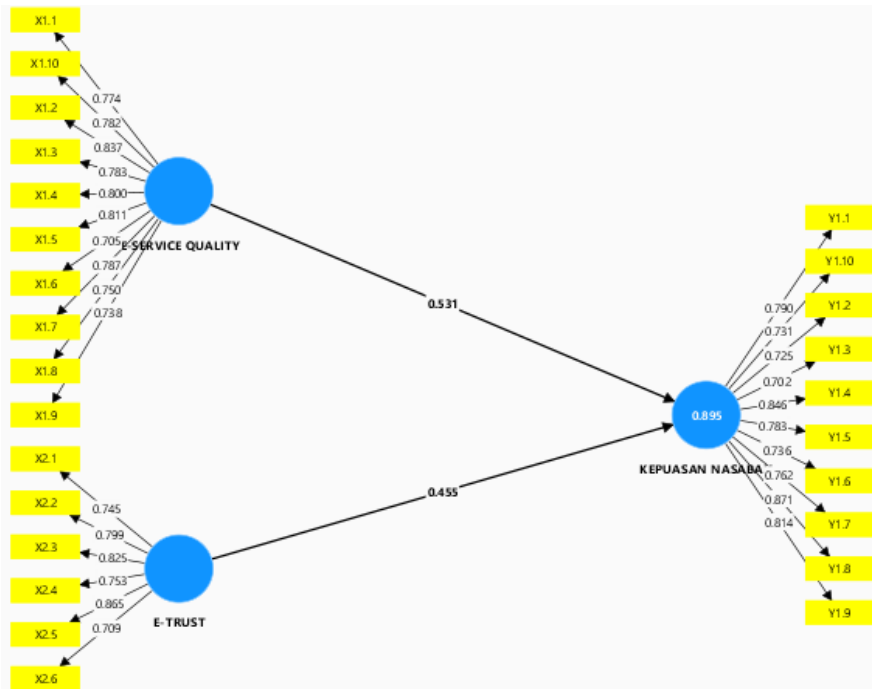 X1.1
X1.10
X1.2
X1.3
X1.4
X1.5
X1.6
X1.7
X1.8
X1.9
0.774
0.782
0.837
0.783
0.800
0.811
0.705
0.787
0.750
0.738
E-SERVICE QUALITY
0.531
X2.1
X2.2
X2.3
X2.4
X2.5
X2.6
0.745
0.799
0.825
0.753
0.865
0.709
E-TRUST
0.455
0.895
KEPUASAN NASABA
0.790
0.731
0.725
0.702
0.846
0.783
0.736
0.762
0.871
0.814
Y1.1
Y1.10
Y1.2
Y1.3
Y1.4
Y1.5
Y1.6
Y1.7
Y1.8
Y1.9